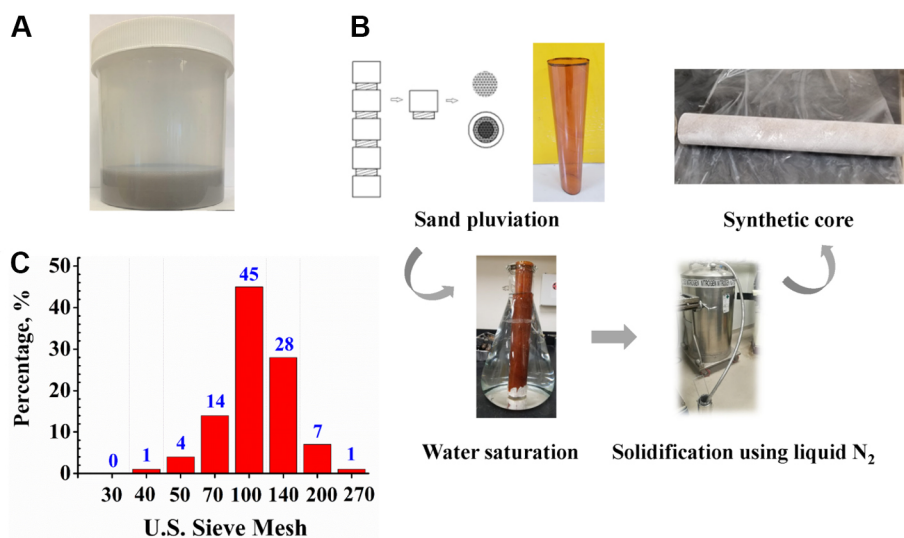 A
B
Sand pluviation
Synthetic core
C
50
40
30
20
10
0
Percentage, %
0
1
4
14
45
28
7
1
30 40 50 70 100 140 200 270
U.S. Sieve Mesh
Water saturation
Solidification using liquid N₂